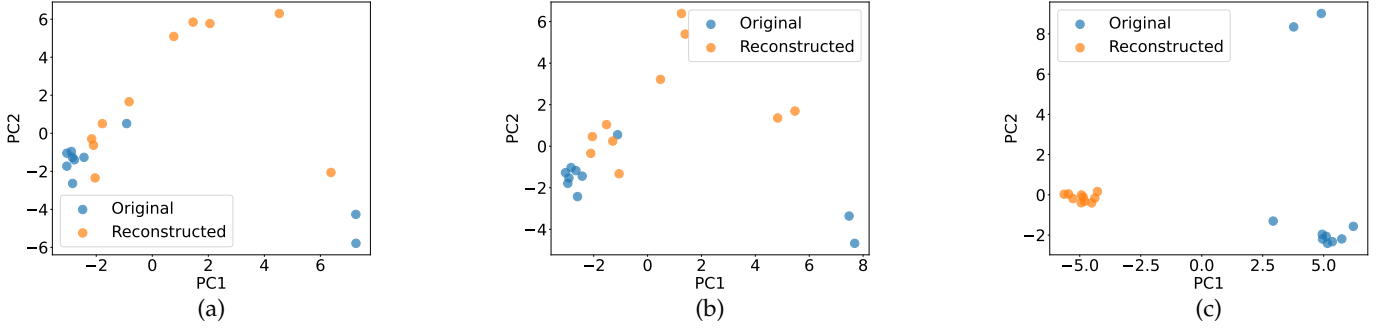 6
4
2
0
−2
−4
−6
PC2
Original
Reconstructed
−2 0 2 4 6
PC1
(a)
6
4
2
0
−2
−4
PC2
Original
Reconstructed
−2 0 2 4 6 8
PC1
(b)
8
6
4
2
0
−2
PC2
Original
Reconstructed
−5.0 −2.5 0.0 2.5 5.0
PC1
(c)